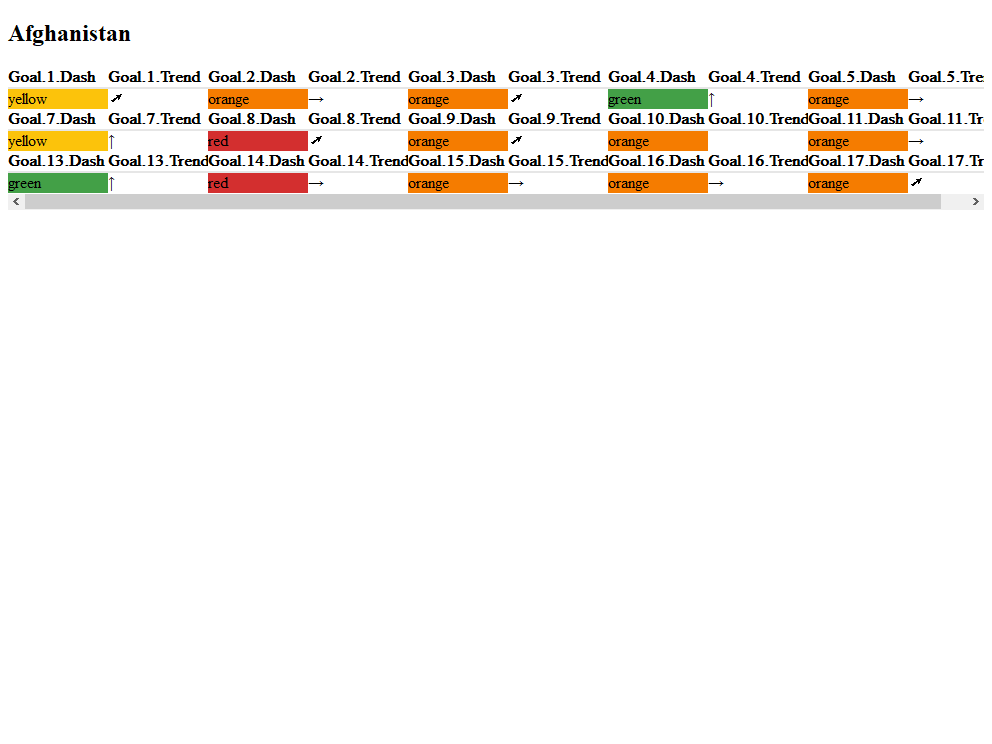 Afghanistan
Goal.1.Dash Goal.1.Trend Goal.2.Dash Goal.2.Trend Goal.3.Dash Goal.3.Trend Goal.4.Dash Goal.4.Trend Goal.5.Dash Goal.5.Tre
yellow ↗ orange → orange ↗ green ↑ orange →
Goal.7.Dash Goal.7.Trend Goal.8.Dash Goal.8.Trend Goal.9.Dash Goal.9.Trend Goal.10.Dash Goal.10.Trend Goal.11.Dash Goal.11.Tr
yellow ↑ red ↗ orange ↗ orange orange →
Goal.13.Dash Goal.13.Trend Goal.14.Dash Goal.14.Trend Goal.15.Dash Goal.15.Trend Goal.16.Dash Goal.16.Trend Goal.17.Dash Goal.17.T
green ↑ red → orange → orange → orange ↗